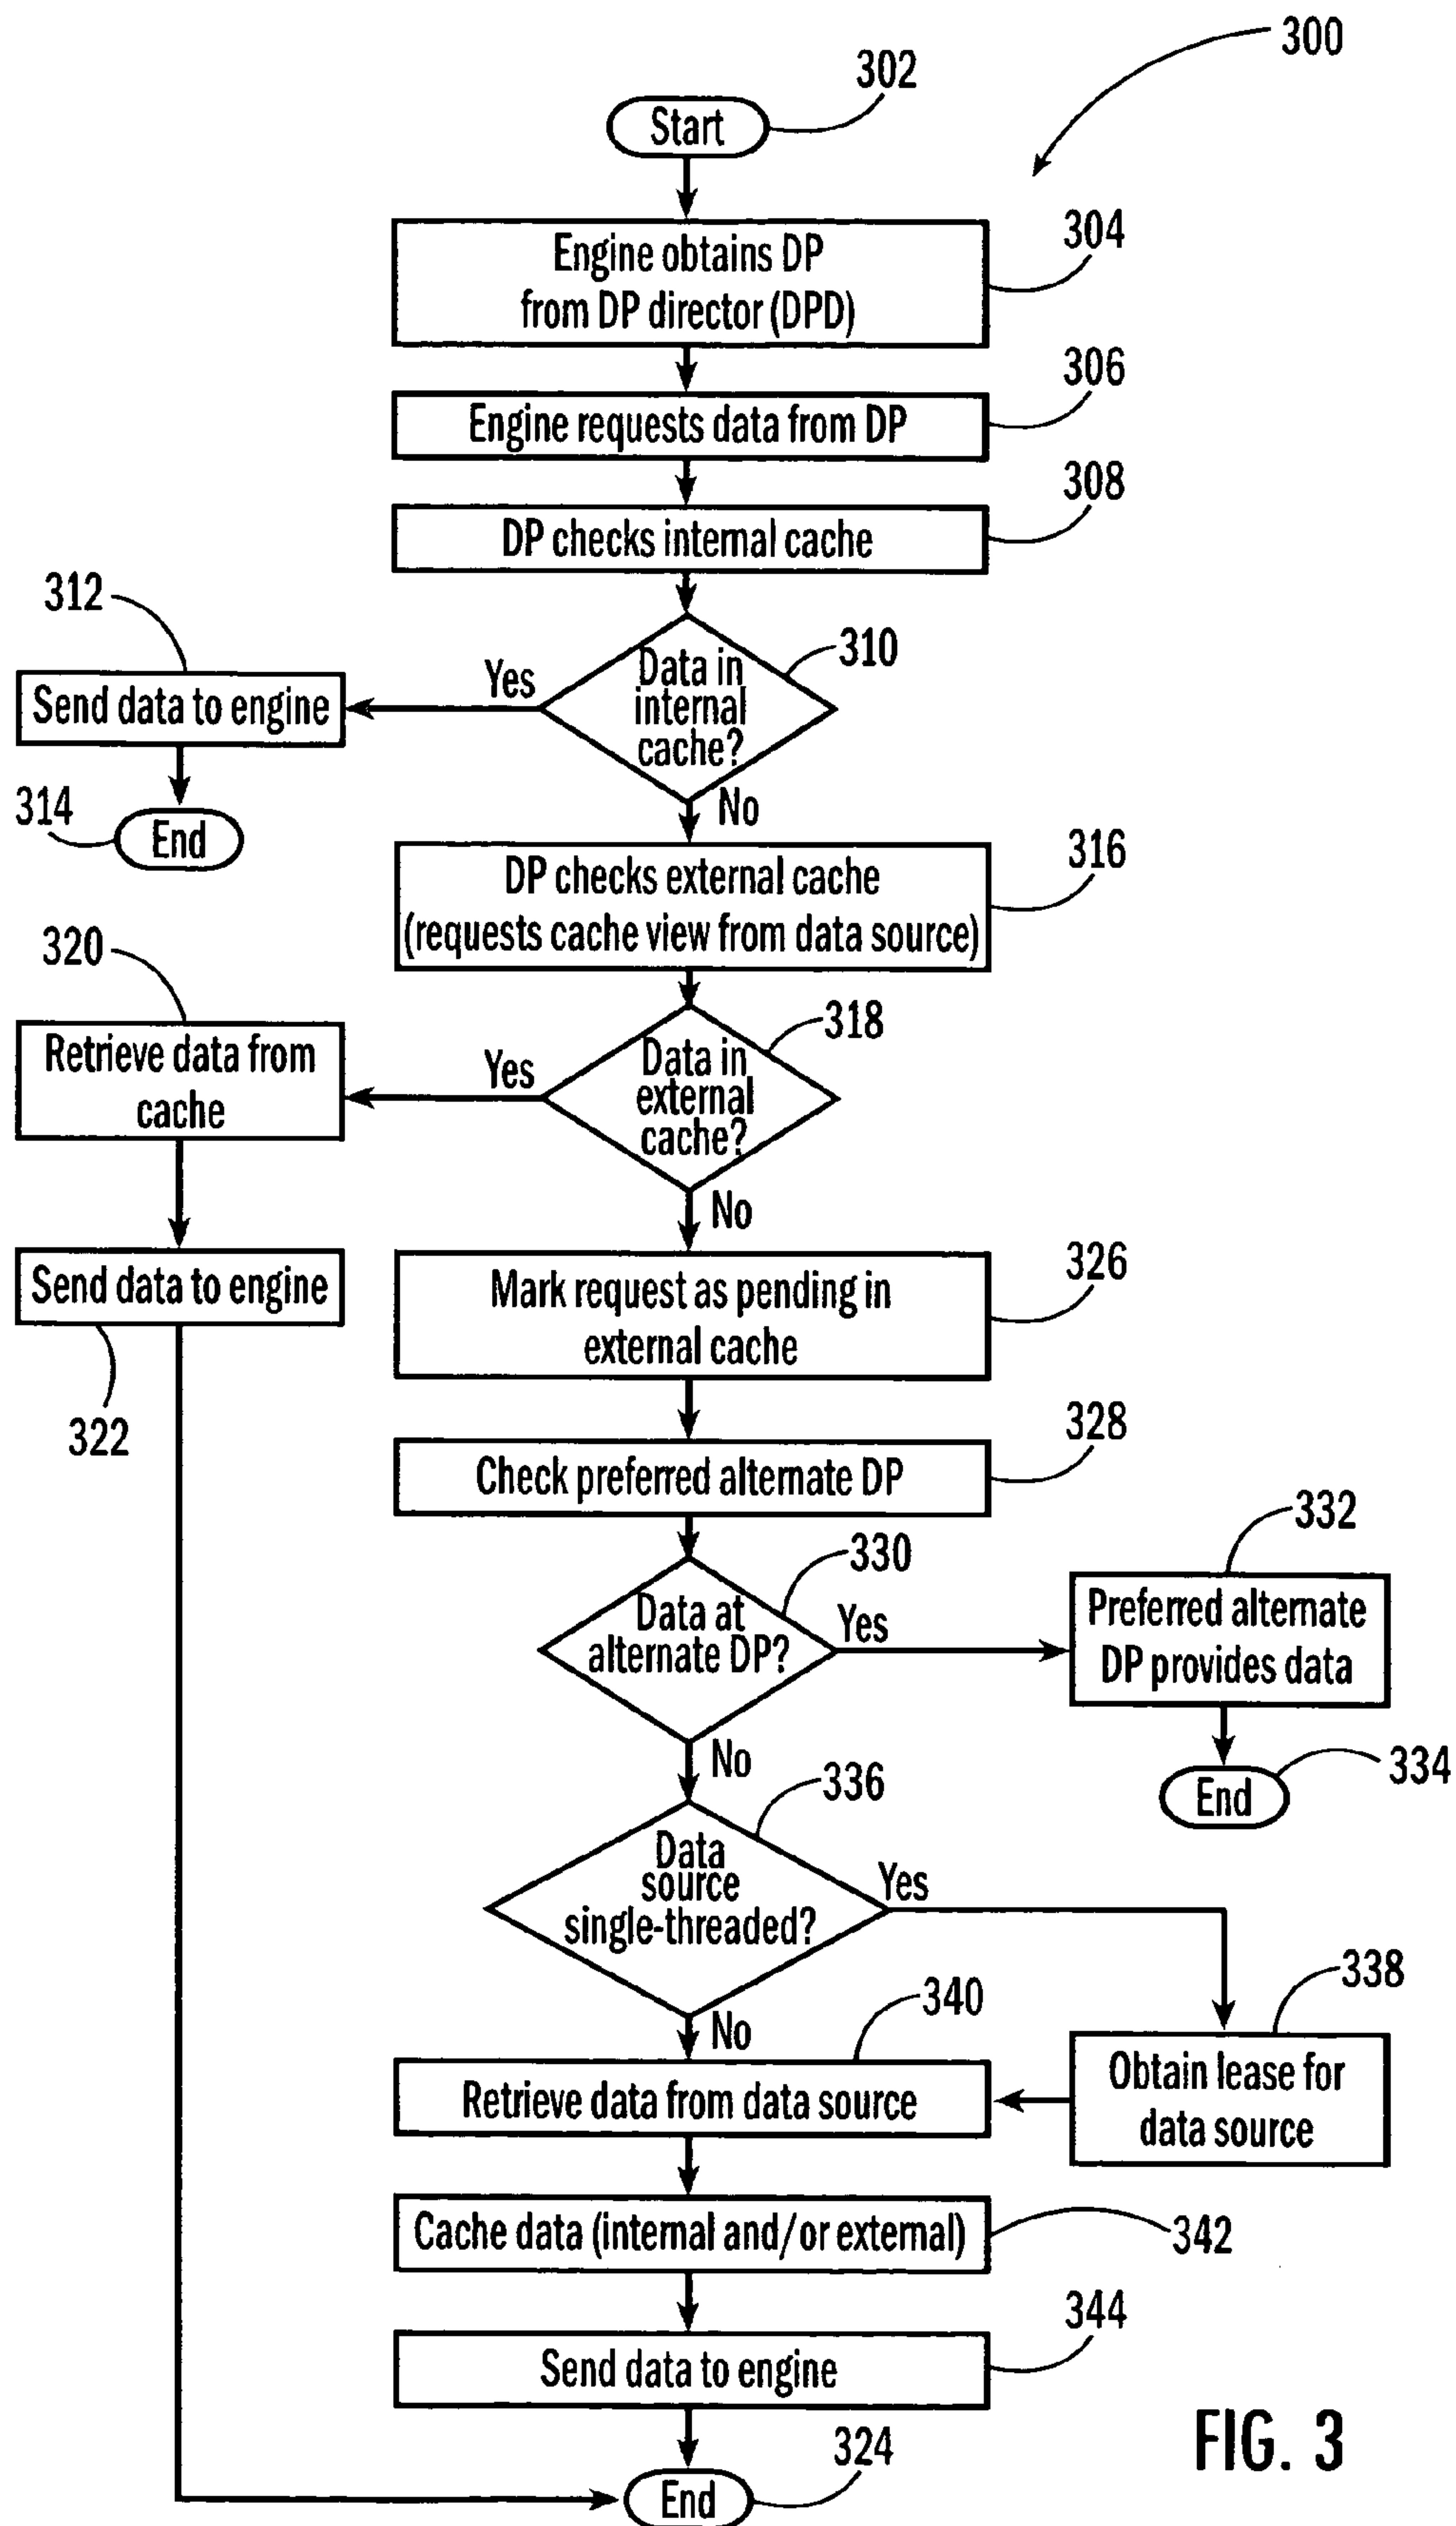 300
302
Start
304
Engine obtains DP
from DP director (DPD)
306
Engine requests data from DP
308
DP checks internal cache
312
310
Data in
internal
cache?
Yes
Send data to engine
No
314
End
316
DP checks external cache
(requests cache view from data source)
320
318
Data in
external
cache?
Yes
Retrieve data from
cache
No
Send data to engine
322
326
Mark request as pending in
external cache
328
Check preferred alternate DP
330
332
Data at
alternate DP?
Yes
Preferred alternate
DP provides data
No
334
End
336
Data
source
single-threaded?
Yes
338
340
No
Obtain lease for
data source
Retrieve data from data source
Cache data (internal and/or external)
342
344
Send data to engine
324
End
FIG. 3